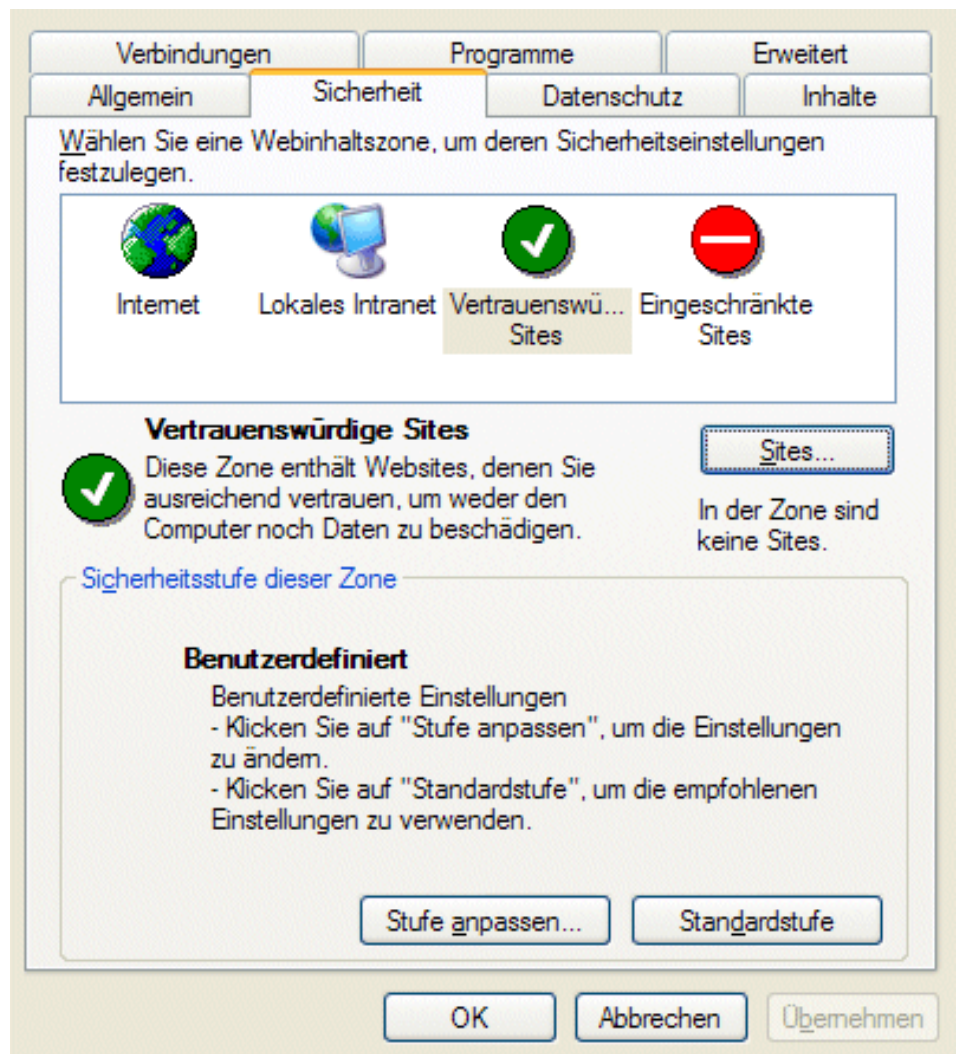 Verbindungen Programme Erweitert
Allgemein Sicherheit Datenschutz Inhalte
Wählen Sie eine Webinhaltszone, um deren Sicherheitseinstellungen
festzulegen.
Internet Lokales Intranet Vertrauenswü... Eingeschränkte
Sites Sites
Vertrauenswürdige Sites
Diese Zone enthält Websites, denen Sie
ausreichend vertrauen, um weder den
Computer noch Daten zu beschädigen.
Sites...
In der Zone sind
keine Sites.
Sicherheitsstufe dieser Zone
Benutzerdefiniert
Benutzerdefinierte Einstellungen
- Klicken Sie auf "Stufe anpassen", um die Einstellungen
zu ändern.
- Klicken Sie auf "Standardstufe", um die empfohlenen
Einstellungen zu verwenden.
Stufe anpassen... Standardstufe
OK Abbrechen Übernehmen